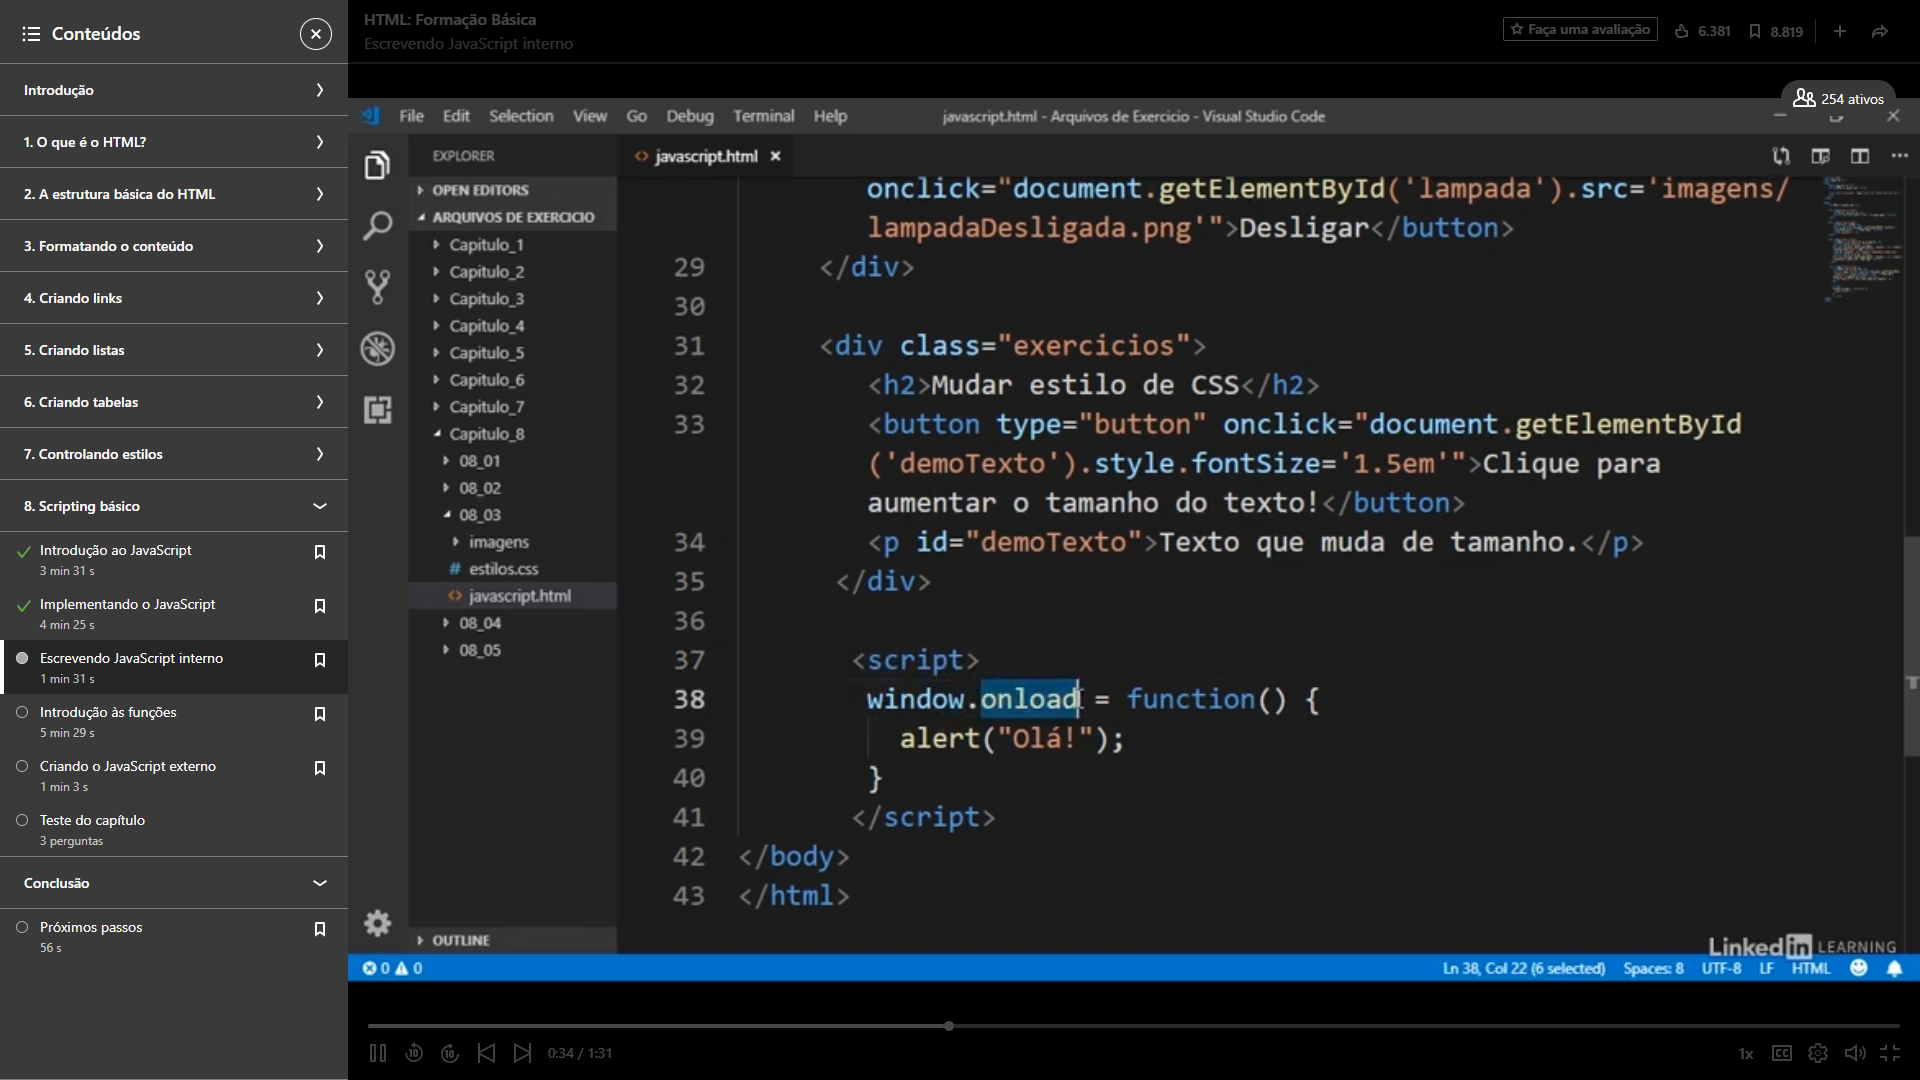 Conteúdos
Introdução
1. O que é o HTML?
2. A estrutura básica do HTML
3. Formatando o conteúdo
4. Criando links
5. Criando listas
6. Criando tabelas
7. Controlando estilos
8. Scripting básico
Introdução ao JavaScript
3 min 31 s
Implementando o JavaScript
4 min 25 s
Escrevendo JavaScript interno
1 min 31 s
Introdução às funções
5 min 29 s
Criando o JavaScript externo
1 min 3 s
Teste do capítulo
3 perguntas
Conclusão
Próximos passos
56 s
HTML: Formação Básica
Escrevendo JavaScript interno
Faça uma avaliação
6.381
8.819
254 ativos
File Edit Selection View Go Debug Terminal Help
javascript.html - Arquivos de Exercicio - Visual Studio Code
EXPLORER
OPEN EDITORS
ARQUIVOS DE EXERCICIO
Capitulo_1
Capitulo_2
Capitulo_3
Capitulo_4
Capitulo_5
Capitulo_6
Capitulo_7
Capitulo_8
08_01
08_02
08_03
imagens
# estilos.css
<> javascript.html
08_04
08_05
OUTLINE
<> javascript.html
onclick="document.getElementById('lampada').src='imagens/
lampadaDesligada.png'">Desligar</button>
29 </div>
30
31 <div class="exercicios">
32 <h2>Mudar estilo de CSS</h2>
33 <button type="button" onclick="document.getElementById
('demoTexto').style.fontSize='1.5em'">Clique para
aumentar o tamanho do texto!</button>
34 <p id="demoTexto">Texto que muda de tamanho.</p>
35 </div>
36
37 <script>
38 window.onload = function() {
39 alert("Olá!");
40 }
41 </script>
42 </body>
43 </html>
Linked in LEARNING
0 0
Ln 38, Col 22 (6 selected) Spaces: 8 UTF-8 LF HTML
10 10 0:34 / 1:31
1x CC